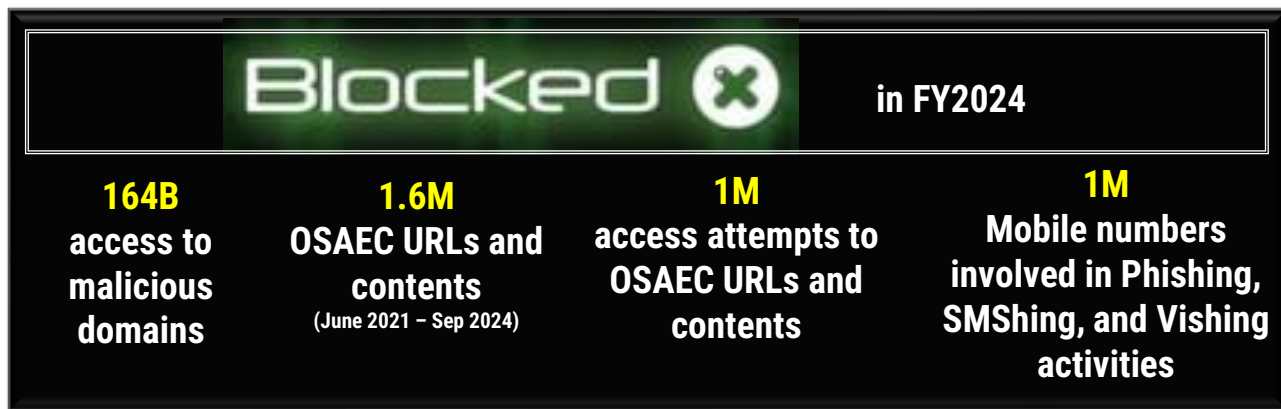 Blocked
in FY2024
164B
access to
malicious
domains
1.6M
OSAEC URLs and
contents
(June 2021 – Sep 2024)
1M
access attempts to
OSAEC URLs and
contents
1M
Mobile numbers
involved in Phishing,
SMShing, and Vishing
activities